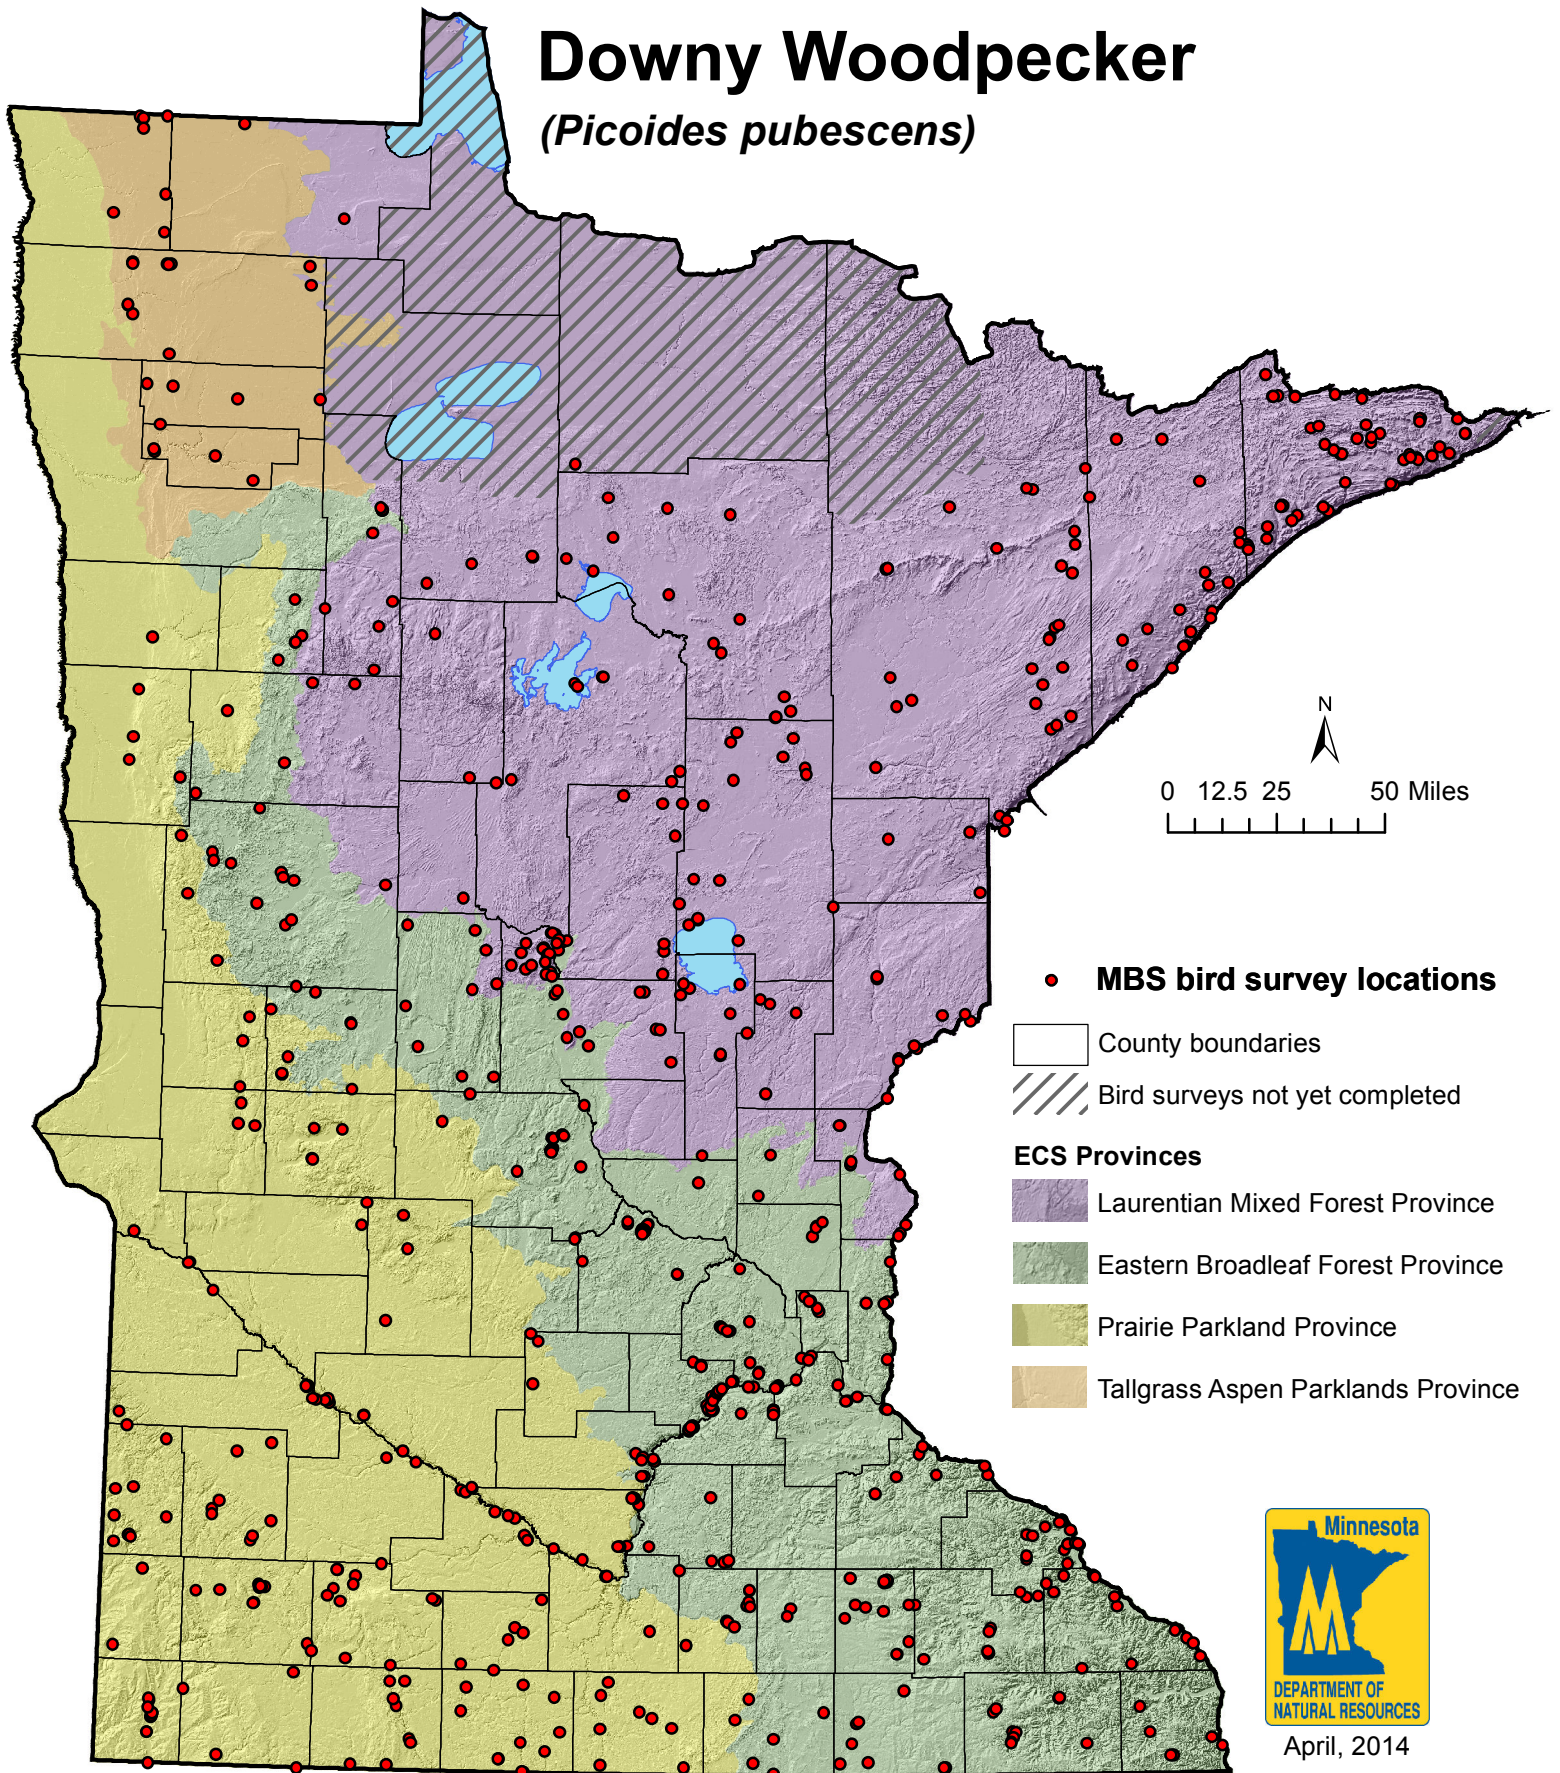 Downy Woodpecker
(Picoides pubescens)
N
0 12.5 25 50 Miles
MBS bird survey locations
County boundaries
Bird surveys not yet completed
ECS Provinces
Laurentian Mixed Forest Province
Eastern Broadleaf Forest Province
Prairie Parkland Province
Tallgrass Aspen Parklands Province
Minnesota
DEPARTMENT OF
NATURAL RESOURCES
April, 2014